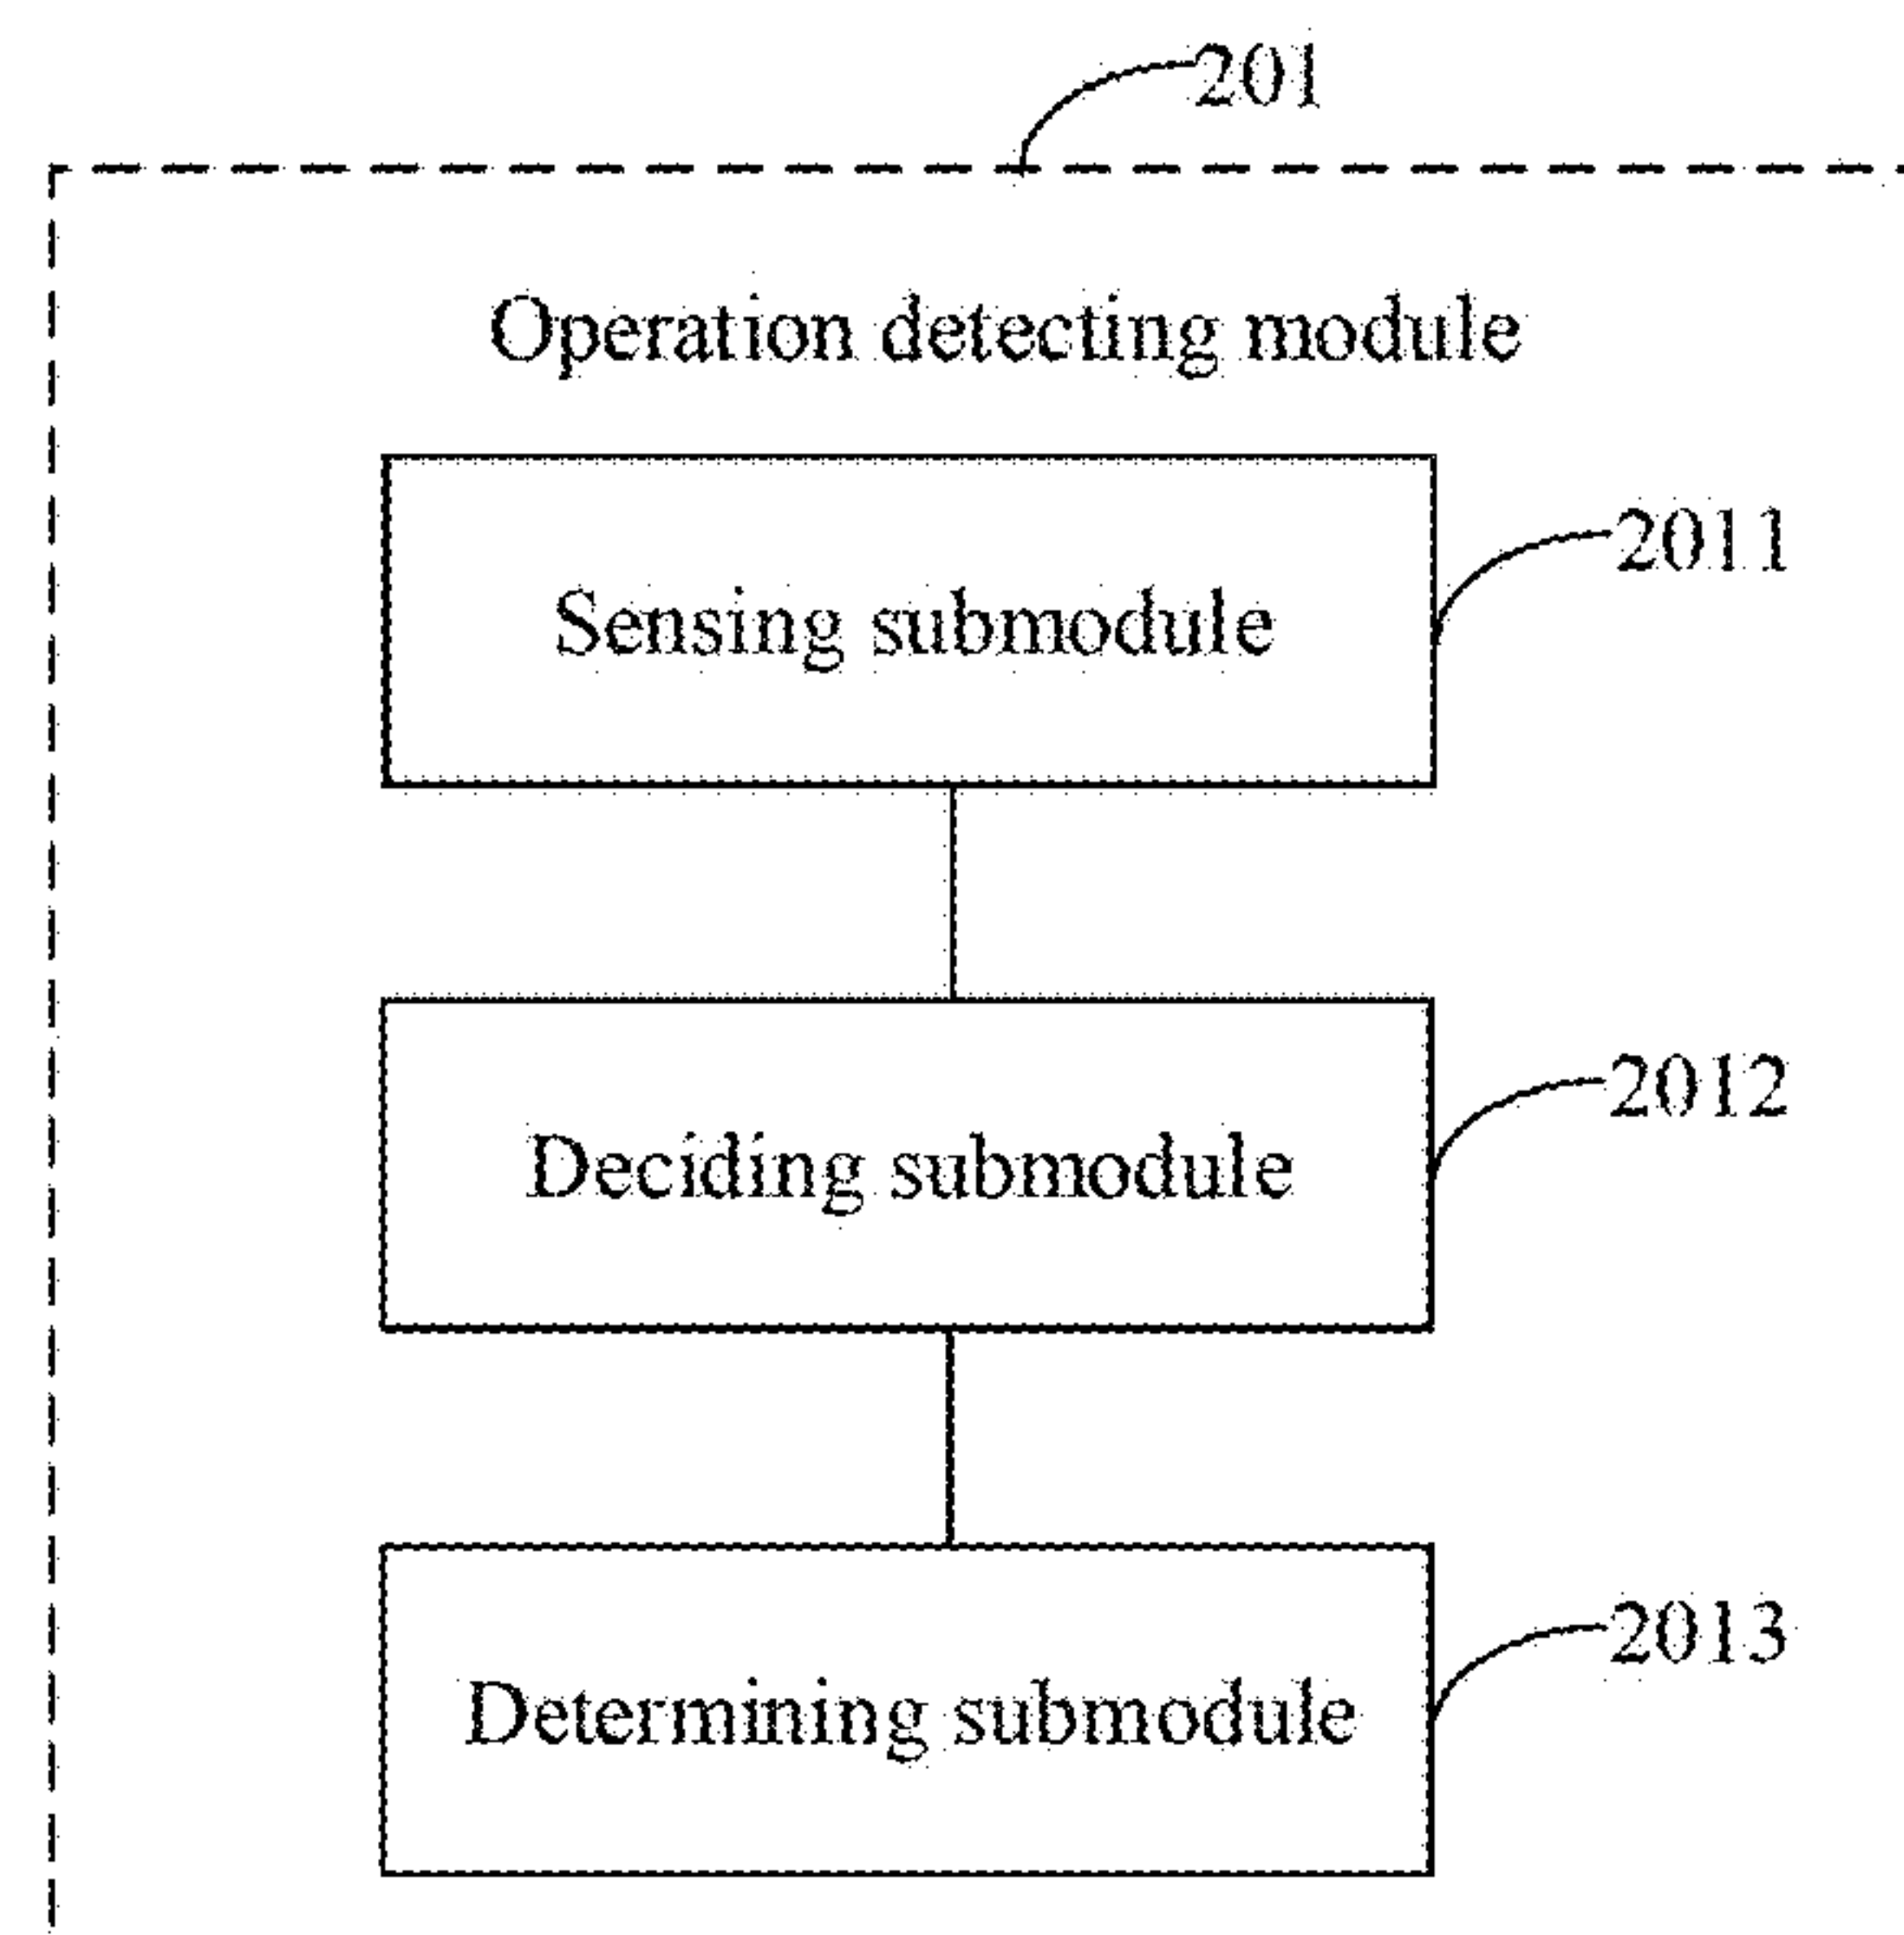 201
Operation detecting module
2011
Sensing submodule
2012
Deciding submodule
2013
Determining submodule